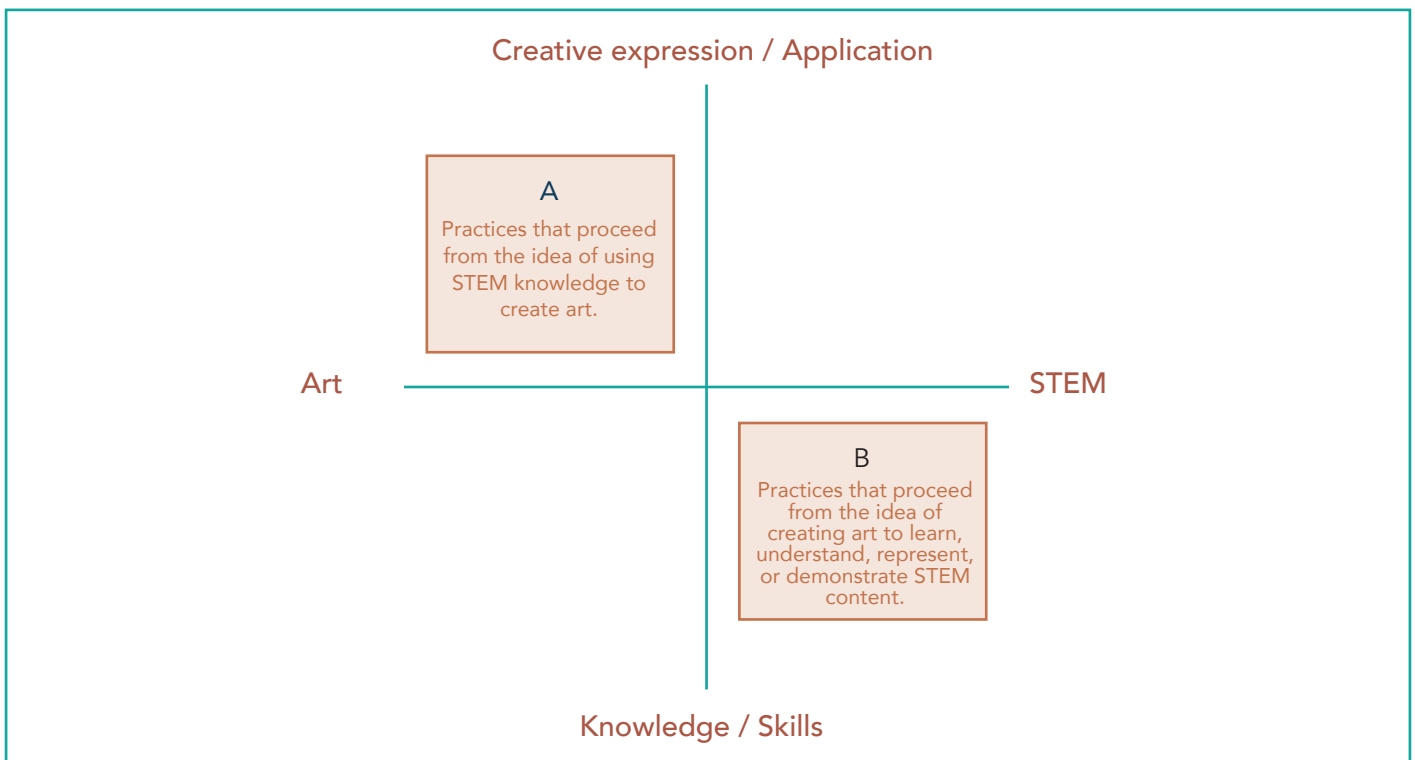 Creative expression / Application
A
Practices that proceed
from the idea of using
STEM knowledge to
create art.
Art
STEM
B
Practices that proceed
from the idea of
creating art to learn,
understand, represent,
or demonstrate STEM
content.
Knowledge / Skills